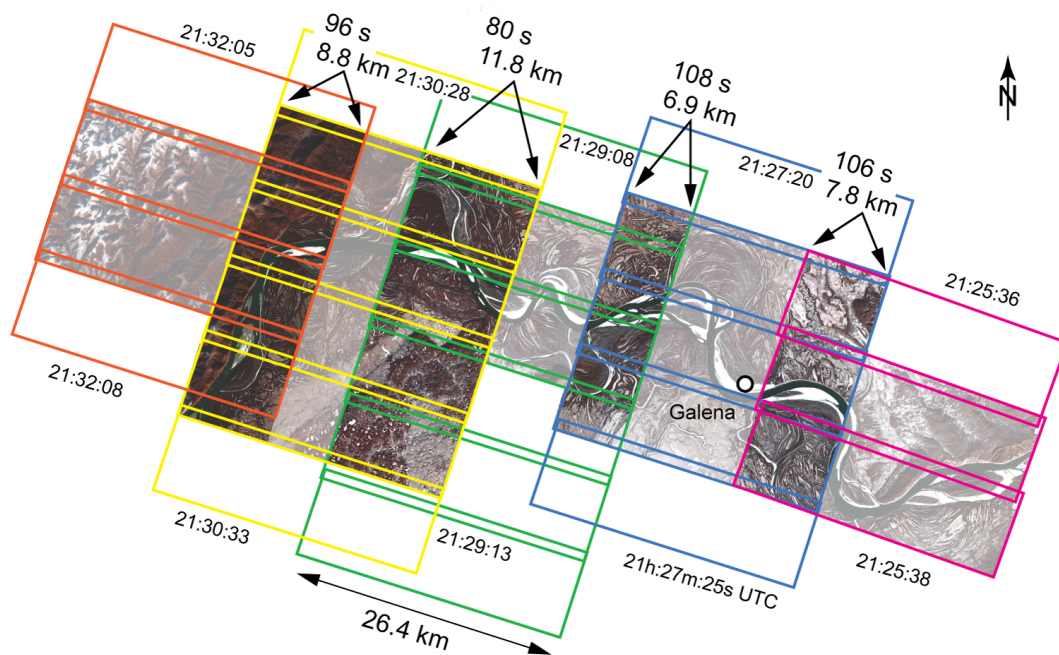 96 s
8.8 km
80 s
11.8 km
108 s
6.9 km
106 s
7.8 km
21:32:05
21:30:28
21:29:08
21:27:20
21:25:36
N
Galena
21:32:08
21:30:33
21:29:13
21h:27m:25s UTC
21:25:38
26.4 km